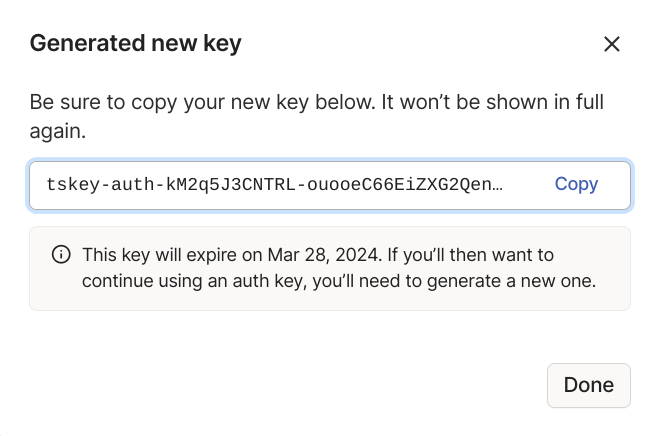 Generated new key
Be sure to copy your new key below. It won’t be shown in full
again.
tskey-auth-kM2q5J3CNTRL-ouooeC66EiZXG2Qen…
Copy
This key will expire on Mar 28, 2024. If you’ll then want to
continue using an auth key, you’ll need to generate a new one.
Done